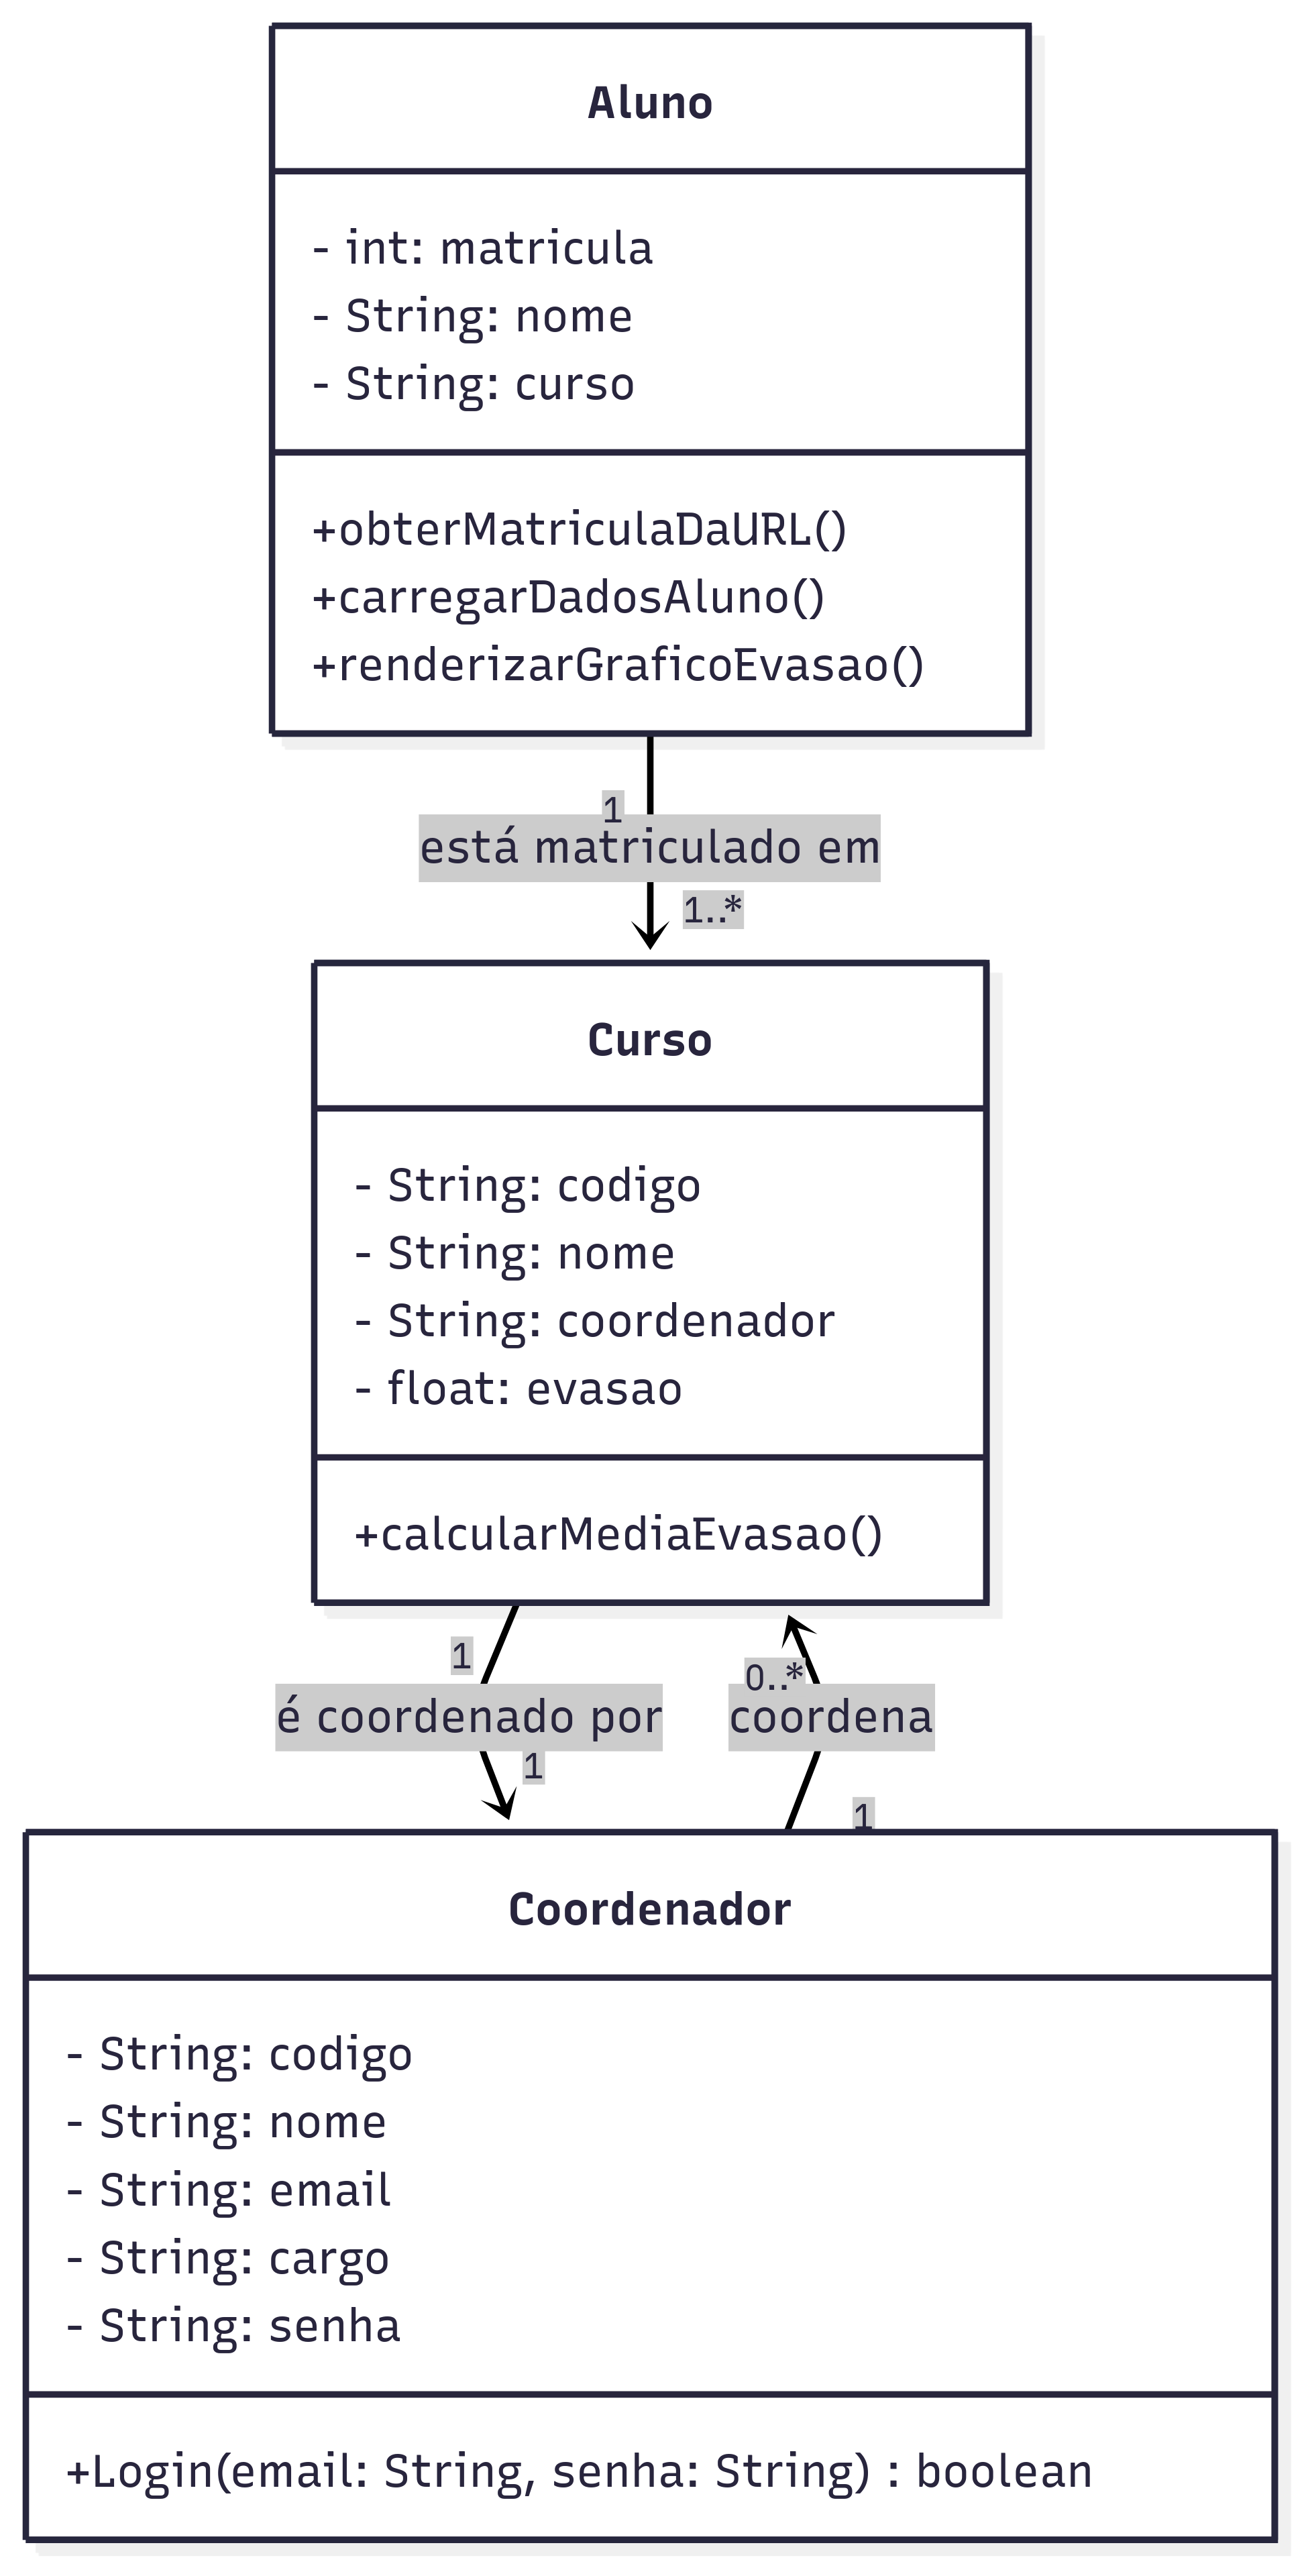 Aluno
- int: matricula
- String: nome
- String: curso
+obterMatriculaDaURL()
+carregarDadosAluno()
+renderizarGraficoEvasao()
1
está matriculado em
1..*
Curso
- String: codigo
- String: nome
- String: coordenador
- float: evasao
+calcularMediaEvasao()
1
0..*
é coordenado por
coordena
1
1
Coordenador
- String: codigo
- String: nome
- String: email
- String: cargo
- String: senha
+Login(email: String, senha: String) : boolean